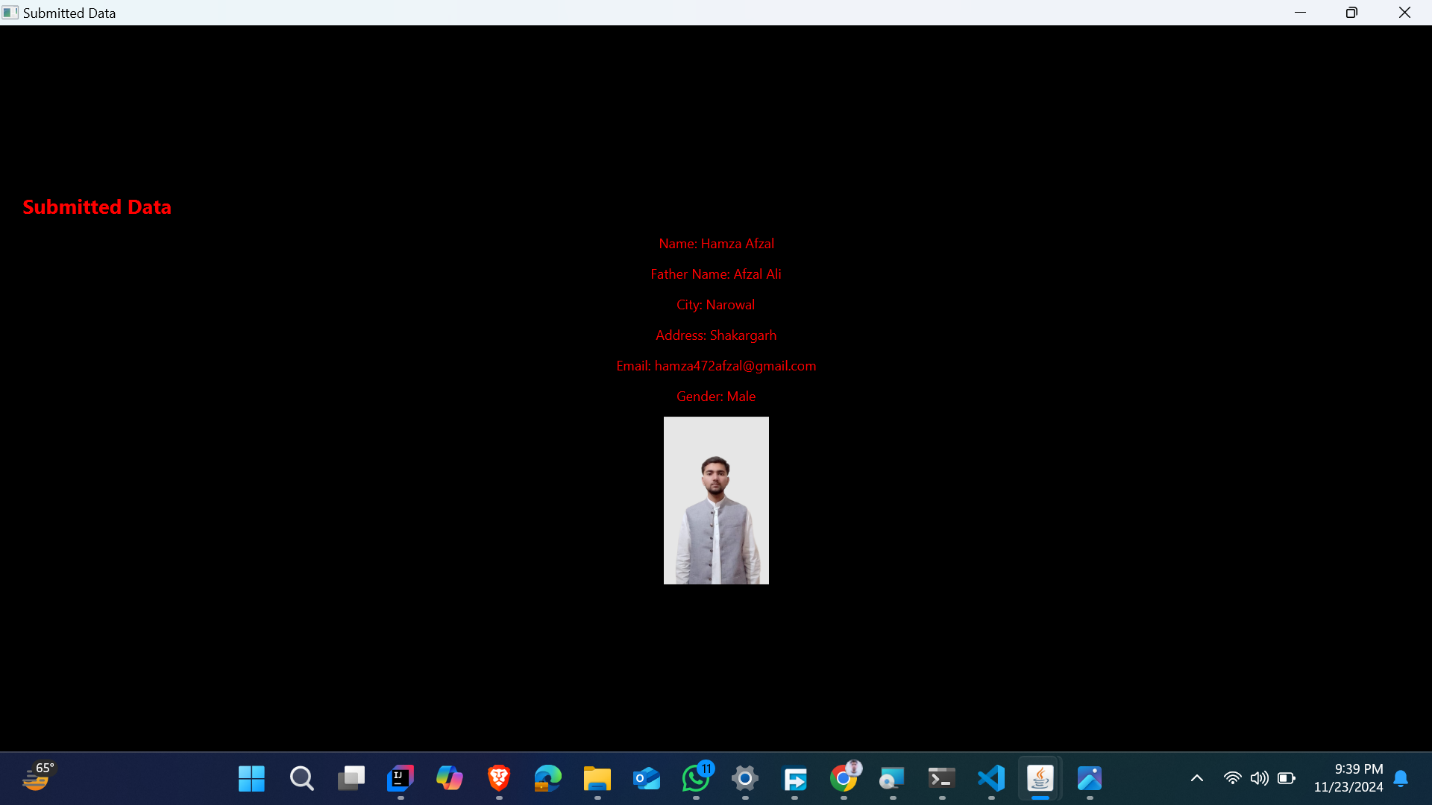 Submitted Data
Submitted Data
Name: Hamza Afzal
Father Name: Afzal Ali
City: Narowal
Address: Shakargarh
Email: hamza472afzal@gmail.com
Gender: Male
65°
IJ
11
9:39 PM
11/23/2024